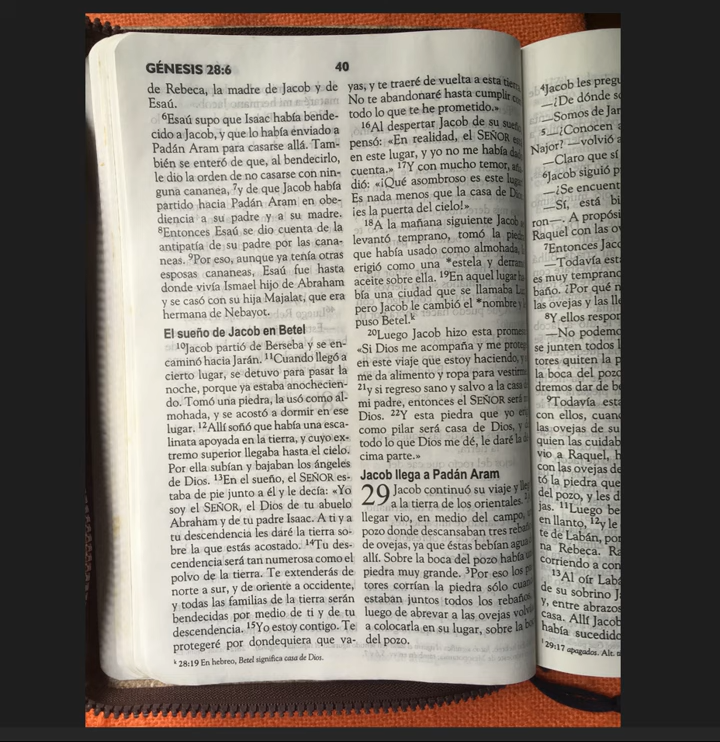 GÉNESIS 28:6
40
de Rebeca, la madre de Jacob y de
Esaú.
6Esaú supo que Isaac había bende-
cido a Jacob, y que lo había enviado a
Padán Aram para casarse allá. Tam-
bién se enteró de que, al bendecirlo,
le dio la orden de no casarse con nin-
guna cananea, 7y de que Jacob había
partido hacia Padán Aram en obe-
diencia a su padre y a su madre.
8Entonces Esaú se dio cuenta de la
antipatía de su padre por las cana-
neas. 9Por eso, aunque ya tenía otras
esposas cananeas, Esaú fue hasta
donde vivía Ismael hijo de Abraham
y se casó con su hija Majalat, que era
hermana de Nebayot.
El sueño de Jacob en Betel
10Jacob partió de Berseba y se en-
caminó hacia Jarán. 11Cuando llegó a
cierto lugar, se detuvo para pasar la
noche, porque ya estaba anochecien-
do. Tomó una piedra, la usó como al-
mohada, y se acostó a dormir en ese
lugar. 12Allí soñó que había una esca-
linata apoyada en la tierra, y cuyo ex-
tremo superior llegaba hasta el cielo.
Por ella subían y bajaban los ángeles
de Dios. 13En el sueño, el SEÑOR es-
taba de pie junto a él y le decía: «Yo
soy el SEÑOR, el Dios de tu abuelo
Abraham y de tu padre Isaac. A ti y a
tu descendencia les daré la tierra so-
bre la que estás acostado. 14Tu des-
cendencia será tan numerosa como el
polvo de la tierra. Te extenderás de
norte a sur, y de oriente a occidente,
y todas las familias de la tierra serán
bendecidas por medio de ti y de tu
descendencia. 15Yo estoy contigo. Te
protegeré por dondequiera que va-
k 28:19 En hebreo, Betel significa casa de Dios.
yas, y te traeré de vuelta a esta
No te abandonaré hasta cumplir
todo lo que te he prometido.»
16Al despertar Jacob de su
pensó: «En realidad, el SEÑOR
en este lugar, y yo no me había
cuenta.» 17Y con mucho temor,
dió: «¡Qué asombroso es este
Es nada menos que la casa de
¡es la puerta del cielo!»
18A la mañana siguiente Jacob
levantó temprano, tomó la
que había usado como almohada,
erigió como una *estela y
aceite sobre ella. 19En aquel lugar
bía una ciudad que se llamaba
pero Jacob le cambió el *nombre
puso Betel.k
20Luego Jacob hizo esta
«Si Dios me acompaña y me
en este viaje que estoy haciendo,
me da alimento y ropa para
21y si regreso sano y salvo a la casa
mi padre, entonces el SEÑOR
Dios. 22Y esta piedra que yo
como pilar será casa de Dios,
todo lo que Dios me dé, le daré la
cima parte.»
Jacob llega a Padán Aram
29 Jacob continuó su viaje y
a la tierra de los orientales.
llegar vio, en medio del campo,
pozo donde descansaban tres
de ovejas, ya que éstas bebían
allí. Sobre la boca del pozo había
piedra muy grande. 3Por eso los
tores corrían la piedra sólo
estaban juntos todos los
luego de abrevar a las ovejas
a colocarla en su lugar, sobre la
del pozo.
4Jacob les
—¿De dónde
—Somos de
5—¿Conocen
Najor? —volvió
—Claro que sí
6Jacob siguió
—¿Se
—Sí, está
ron—. A
Raquel con las
7Entonces
—Todavía
es muy
baño. ¿Por qué
las ovejas y las
8Y ellos
—No
se junten todos
tores quiten la
la boca del
dremos dar de
9Todavía
con ellos,
las ovejas de
quien las
vio a Raquel,
con las ovejas de
tó la piedra
del pozo, y les
jas. 11Luego
en llanto, 12y le
te de Labán,
na Rebeca.
corriendo a
13Al oír
de su sobrino
y, entre
casa. Allí
había
l 29:17 apagados. Alt.